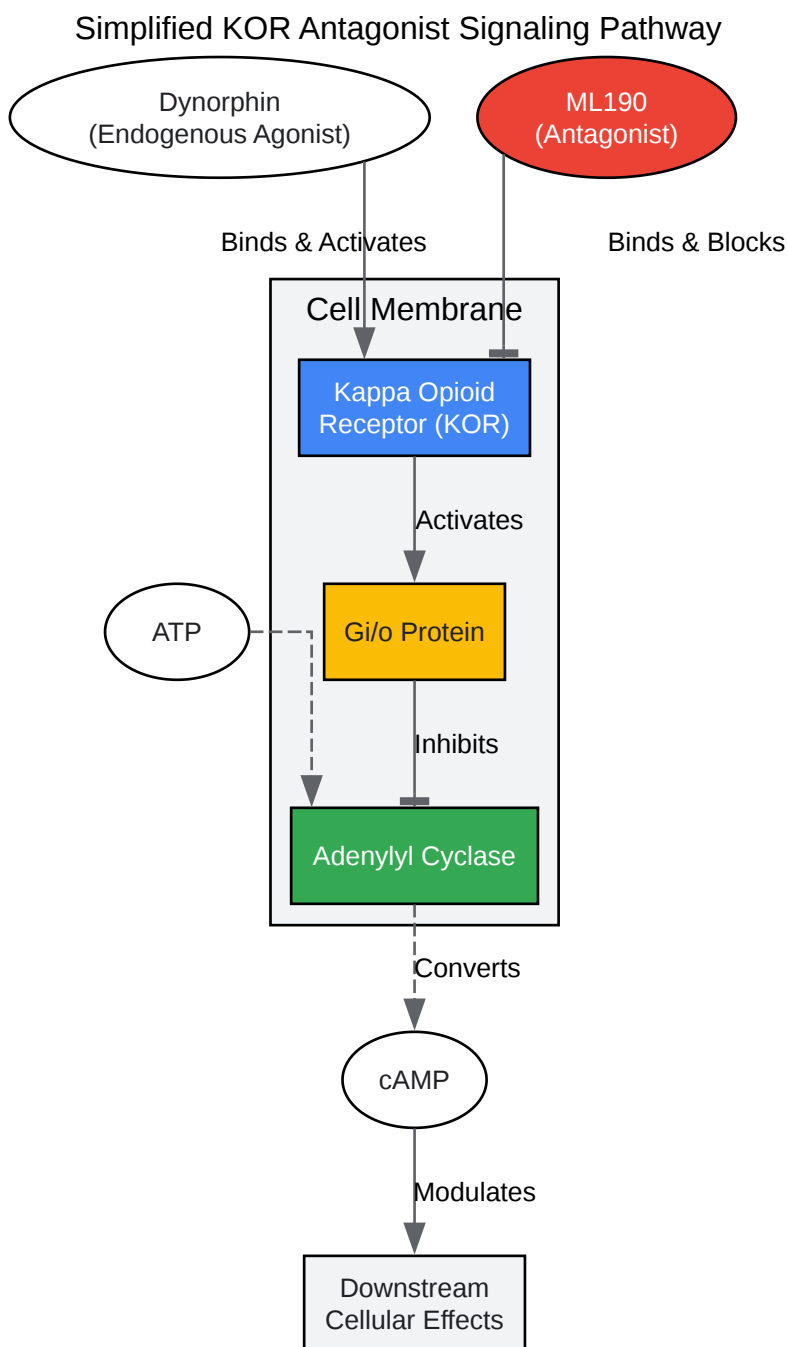 Simplified KOR Antagonist Signaling Pathway
Dynorphin
(Endogenous Agonist)
ML190
(Antagonist)
Binds & Activates
Binds & Blocks
Cell Membrane
Kappa Opioid
Receptor (KOR)
Activates
ATP
Gi/o Protein
Inhibits
Adenylyl Cyclase
Converts
cAMP
Modulates
Downstream
Cellular Effects